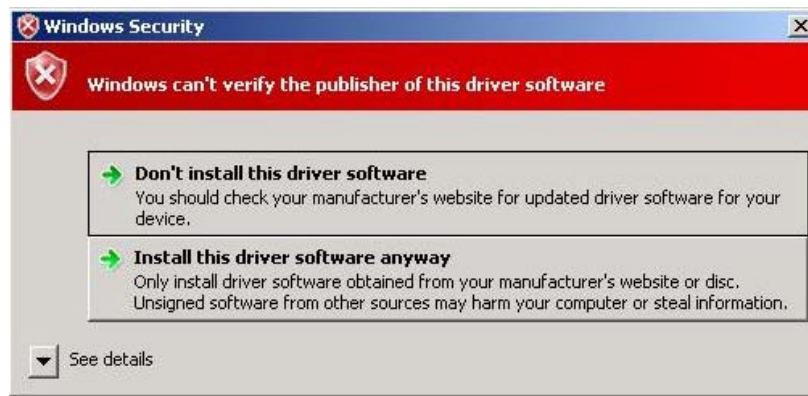 Windows Security
Windows can't verify the publisher of this driver software
Don't install this driver software
You should check your manufacturer's website for updated driver software for your
device.
Install this driver software anyway
Only install driver software obtained from your manufacturer's website or disc.
Unsigned software from other sources may harm your computer or steal information.
See details